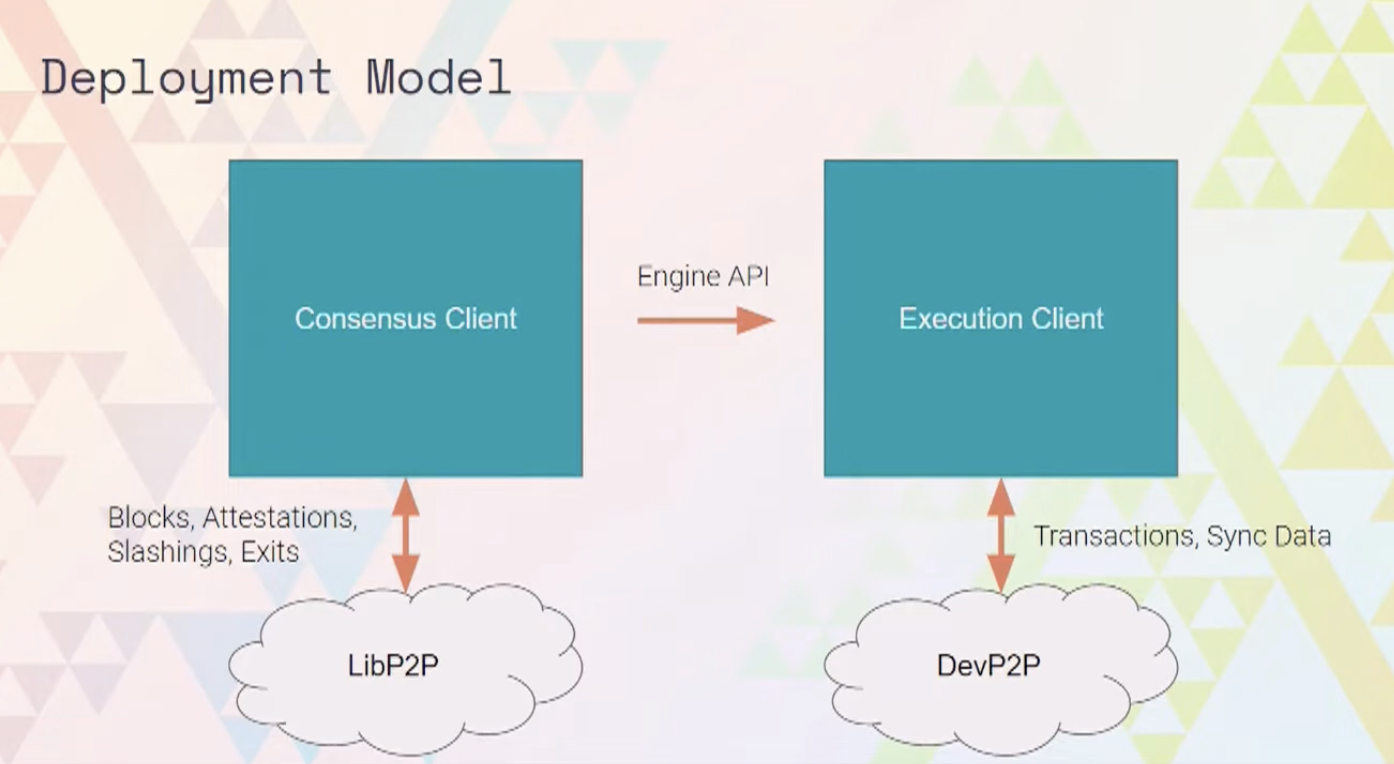 Deployment Model
Engine API
Consensus Client
Execution Client
Blocks, Attestations,
Slashings, Exits
Transactions, Sync Data
LibP2P
DevP2P